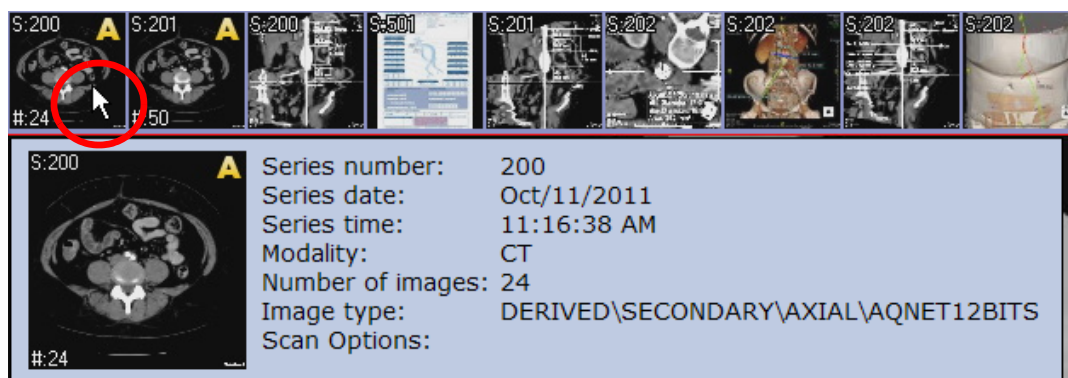 S:200 A
#:24
S:201 A
#:50
S:200
S:501
S:201
S:202
S:202
S:202
S:202
S:200 A
#:24
Series number: 200
Series date: Oct/11/2011
Series time: 11:16:38 AM
Modality: CT
Number of images: 24
Image type: DERIVED\SECONDARY\AXIAL\AQNET12BITS
Scan Options: